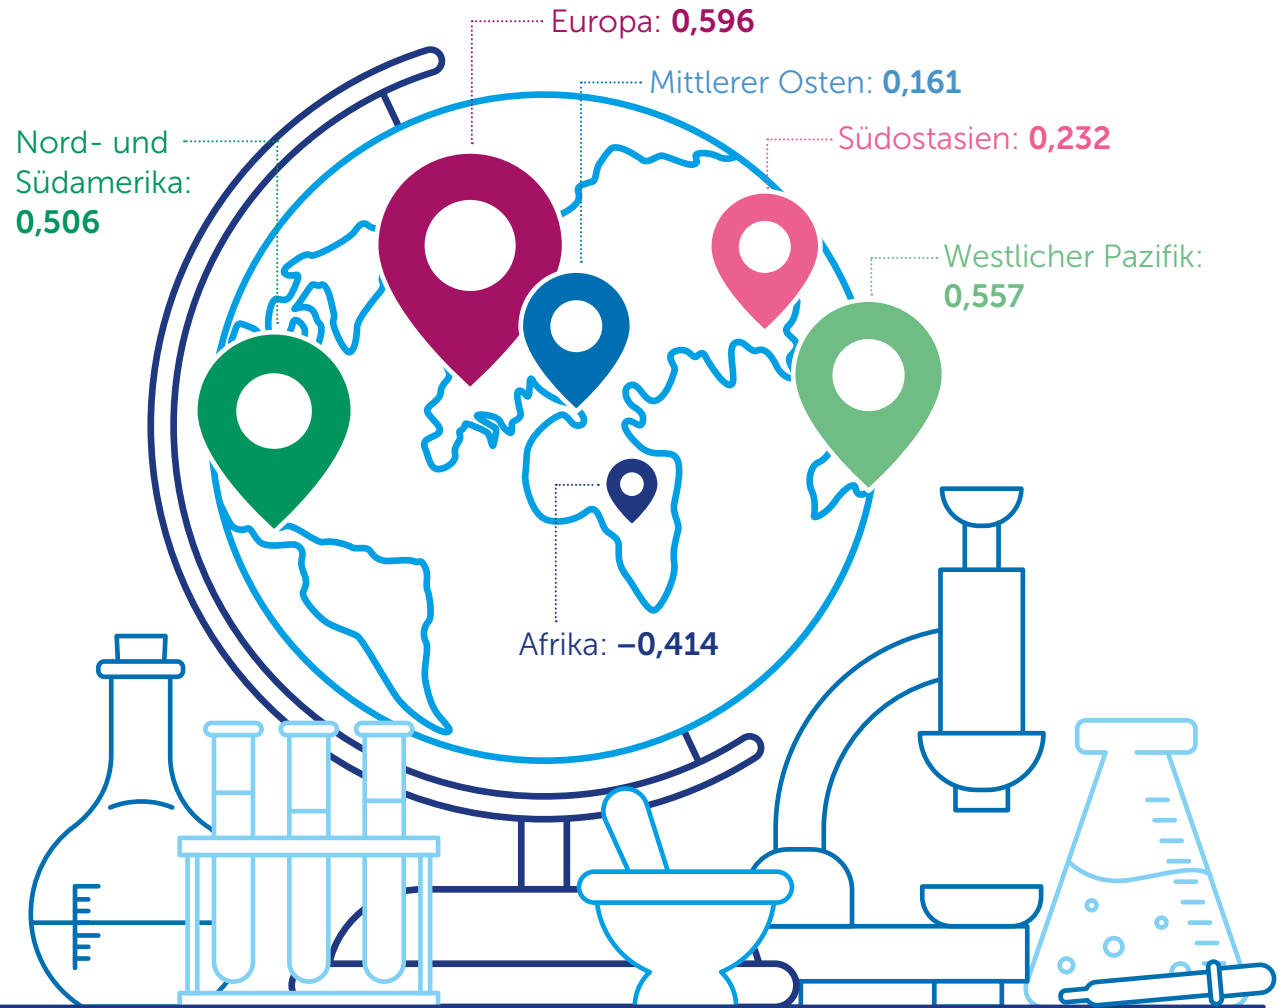 Europa: 0,596
Mittlerer Osten: 0,161
Südostasien: 0,232
Nord- und
Südamerika:
0,506
Westlicher Pazifik:
0,557
Afrika: –0,414